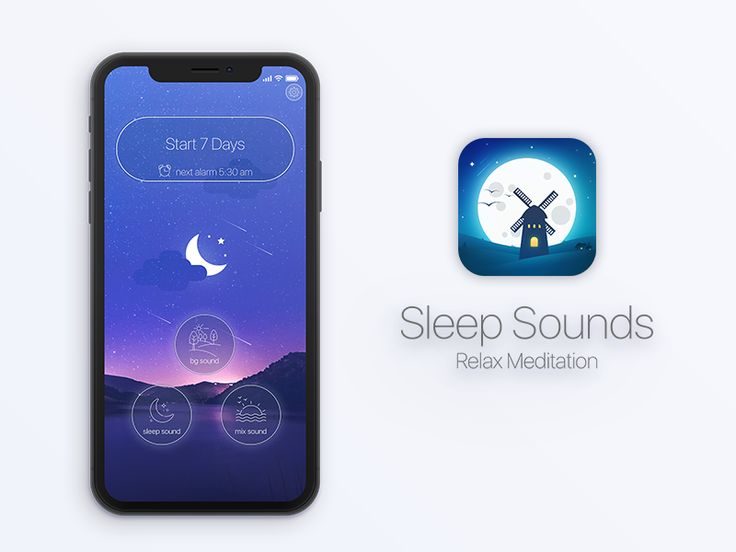 Start 7 Days
next alarm 5:30 am
bg sound
sleep sound
mix sound
Sleep Sounds
Relax Meditation